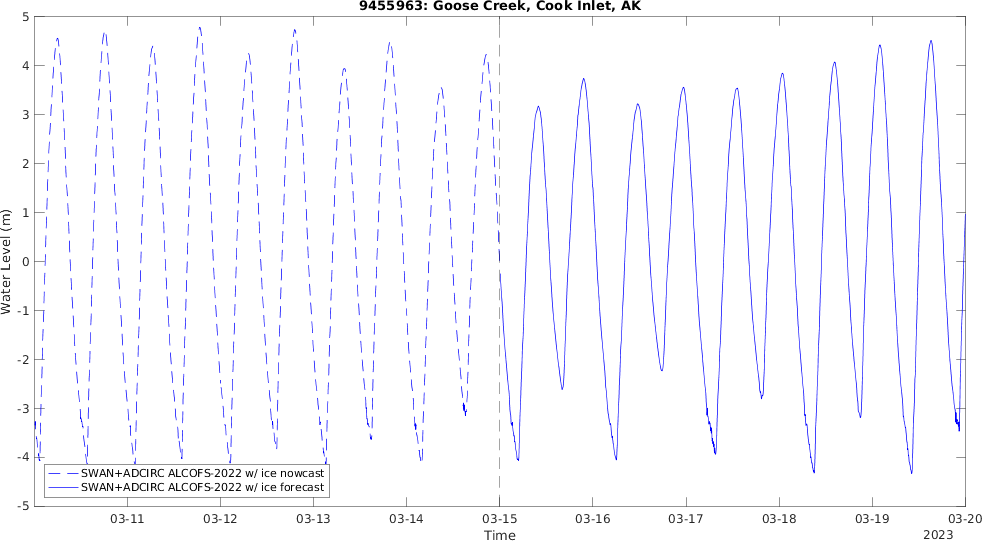 9455963: Goose Creek, Cook Inlet, AK
5
4
3
2
1
0
-1
-2
-3
-4
-5
Water Level (m)
SWAN+ADCIRC ALCOFS-2022 w/ ice nowcast
SWAN+ADCIRC ALCOFS-2022 w/ ice forecast
03-11 03-12 03-13 03-14 03-15 03-16 03-17 03-18 03-19 03-20
Time
2023